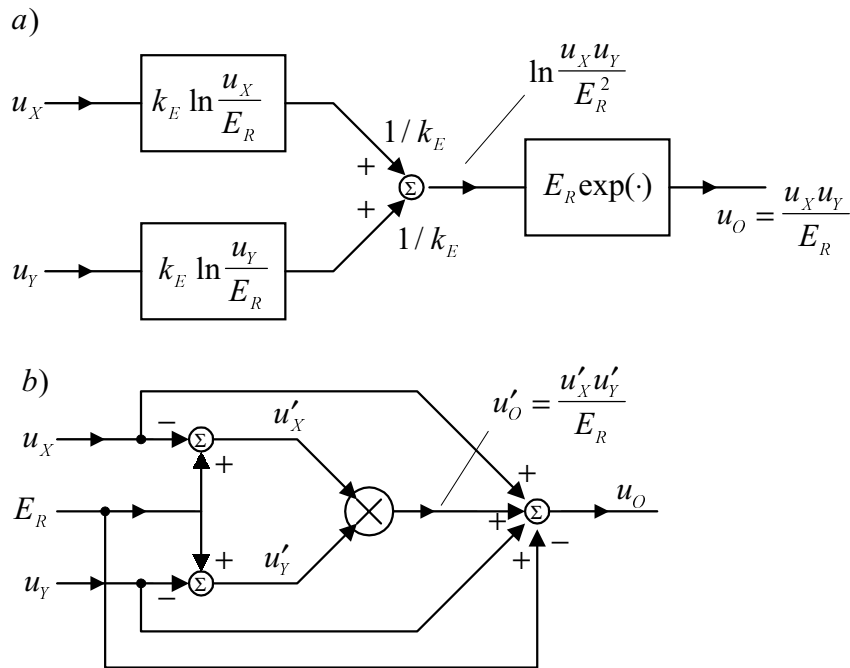 a)
u_X
k_E ln u_X/E_R
1/k_E
+
ln u_X u_Y/E_R^2
Σ
E_R exp(·)
u_O = u_X u_Y/E_R
+
1/k_E
u_Y
k_E ln u_Y/E_R
b)
u_X
−
Σ
+
u′_X
u′_O = u′_X u′_Y/E_R
E_R
+
+
Σ
−
+
u_O
u_Y
−
Σ
+
u′_Y